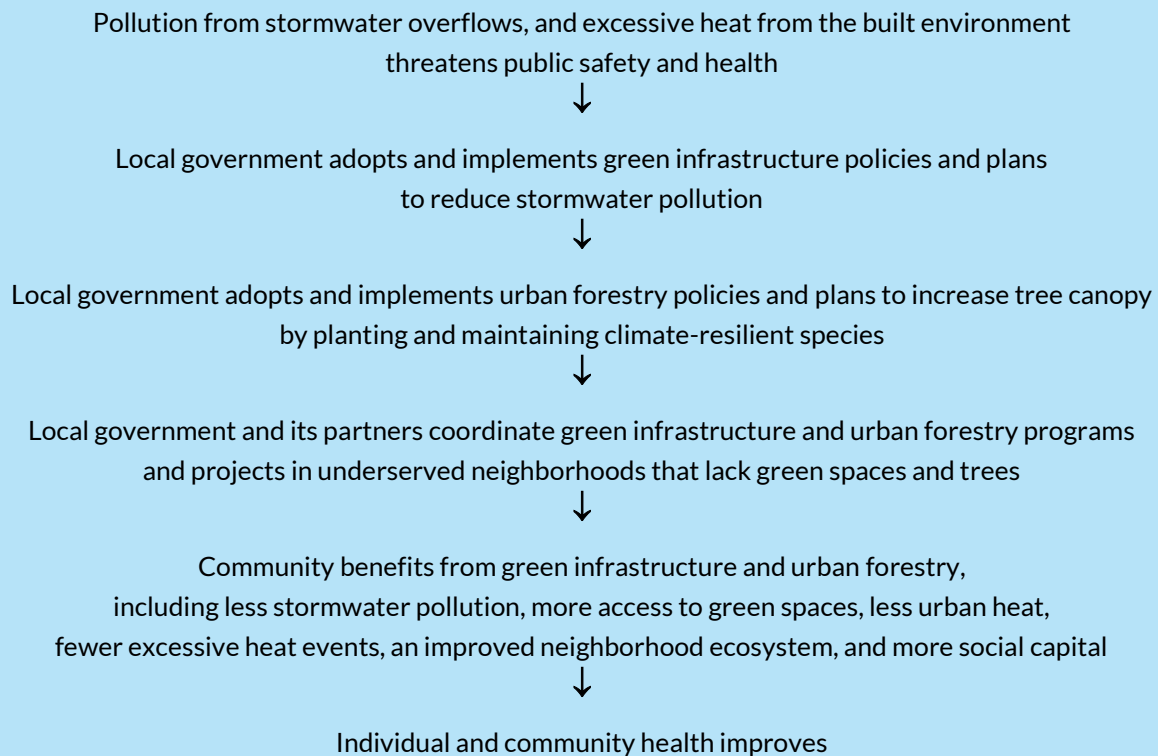 Pollution from stormwater overflows, and excessive heat from the built environment
threatens public safety and health
↓
Local government adopts and implements green infrastructure policies and plans
to reduce stormwater pollution
↓
Local government adopts and implements urban forestry policies and plans to increase tree canopy
by planting and maintaining climate-resilient species
↓
Local government and its partners coordinate green infrastructure and urban forestry programs
and projects in underserved neighborhoods that lack green spaces and trees
↓
Community benefits from green infrastructure and urban forestry,
including less stormwater pollution, more access to green spaces, less urban heat,
fewer excessive heat events, an improved neighborhood ecosystem, and more social capital
↓
Individual and community health improves